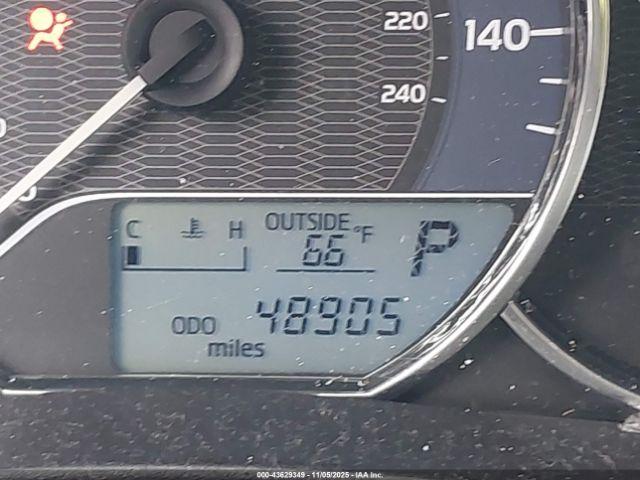 220
140
240
C H OUTSIDE
66 °F P
ODO 48905
miles
000-43629349 - 11/05/2025 - IAA Inc.